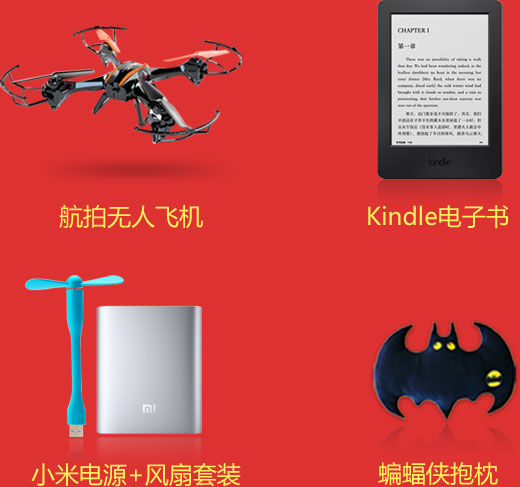 CHAPTER I
第一章
There was no possibility of taking a walk
that day. We had been wandering, indeed, in the
leafless shrubbery an hour in the morning; but
since dinner (Mrs. Reed, when there was no
company, dined early) the cold winter wind had
brought with it clouds so sombre, and a rain so
penetrating, that further out-door exercise was
now out of the question.
kindle
航拍无人飞机
Kindle电子书
mi
小米电源+风扇套装
蝙蝠侠抱枕